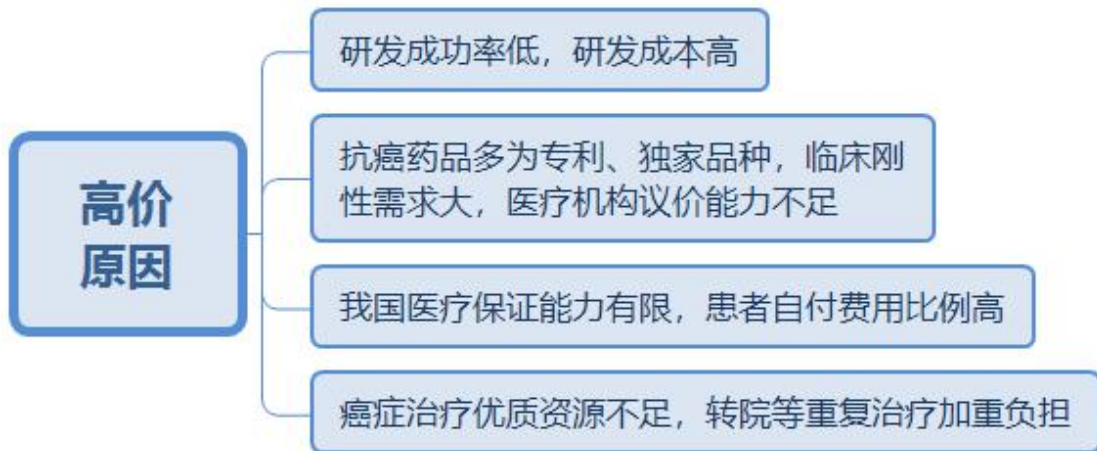 高价
原因
研发成功率低，研发成本高
抗癌药品多为专利、独家品种，临床刚
性需求大，医疗机构议价能力不足
我国医疗保证能力有限，患者自付费用比例高
癌症治疗优质资源不足，转院等重复治疗加重负担